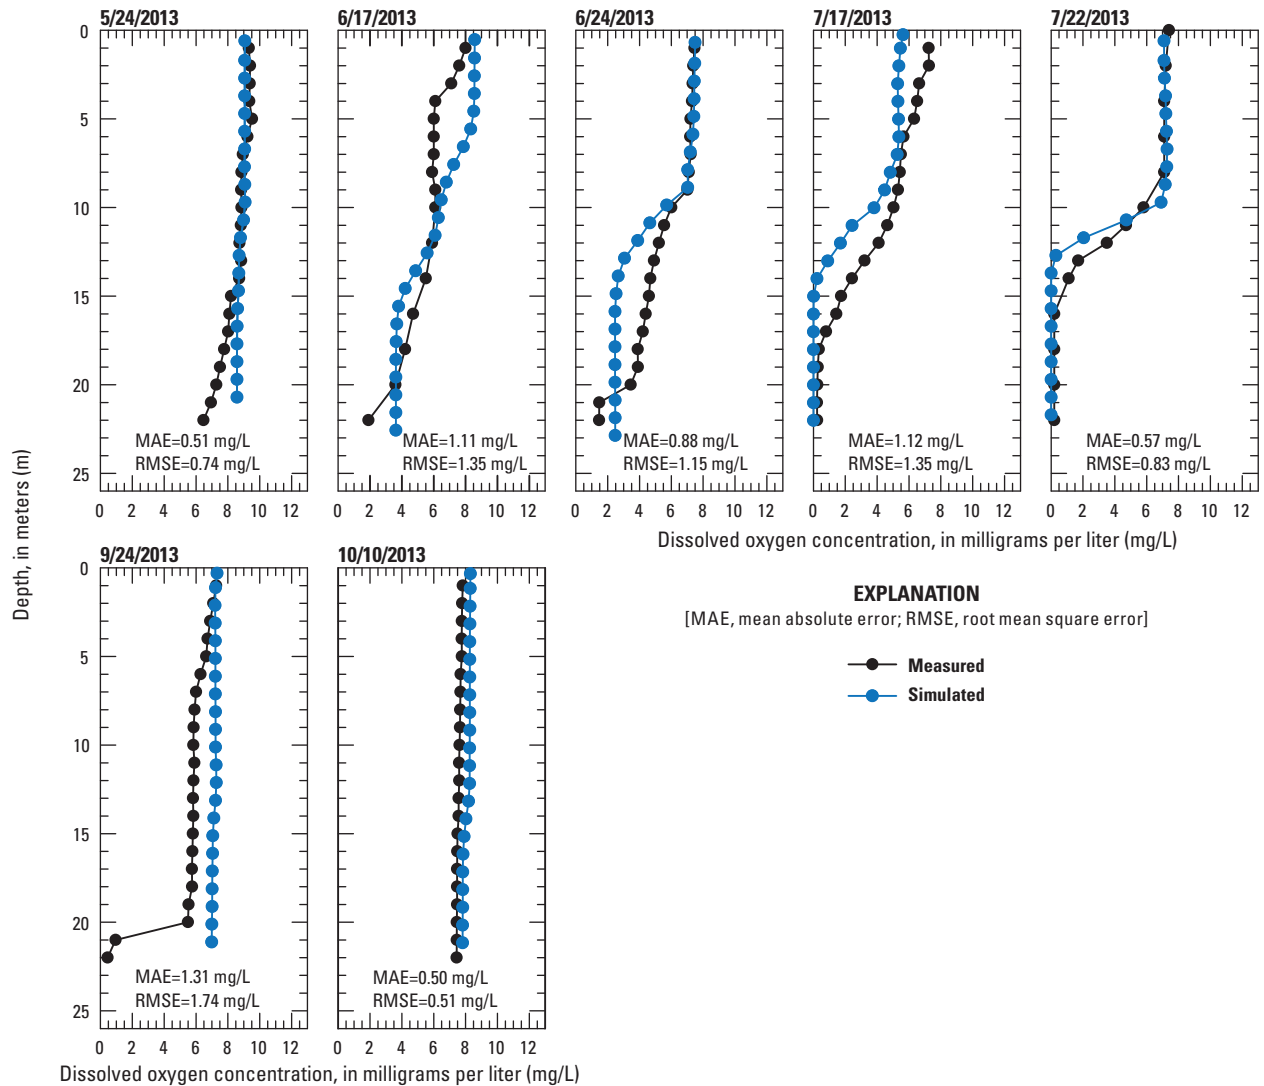 5/24/2013
6/17/2013
6/24/2013
7/17/2013
7/22/2013
0
5
10
15
20
25
MAE=0.51 mg/L
RMSE=0.74 mg/L
MAE=1.11 mg/L
RMSE=1.35 mg/L
MAE=0.88 mg/L
RMSE=1.15 mg/L
MAE=1.12 mg/L
RMSE=1.35 mg/L
MAE=0.57 mg/L
RMSE=0.83 mg/L
0 2 4 6 8 10 12
0 2 4 6 8 10 12
0 2 4 6 8 10 12
0 2 4 6 8 10 12
0 2 4 6 8 10 12
Dissolved oxygen concentration, in milligrams per liter (mg/L)
Depth, in meters (m)
9/24/2013
10/10/2013
0
5
10
15
20
25
MAE=1.31 mg/L
RMSE=1.74 mg/L
MAE=0.50 mg/L
RMSE=0.51 mg/L
0 2 4 6 8 10 12
0 2 4 6 8 10 12
Dissolved oxygen concentration, in milligrams per liter (mg/L)
EXPLANATION
[MAE, mean absolute error; RMSE, root mean square error]
Measured
Simulated